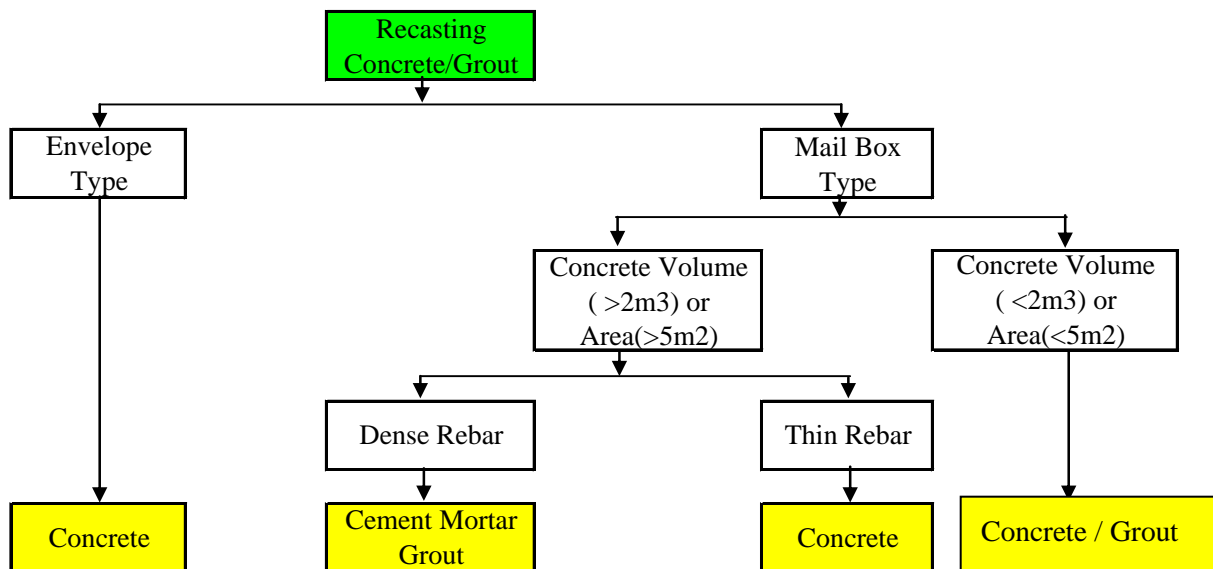 Recasting
Concrete/Grout
Envelope
Type
Mail Box
Type
Concrete Volume
( >2m3) or
Area(>5m2)
Concrete Volume
( <2m3) or
Area(<5m2)
Dense Rebar
Thin Rebar
Concrete
Cement Mortar
Grout
Concrete
Concrete / Grout